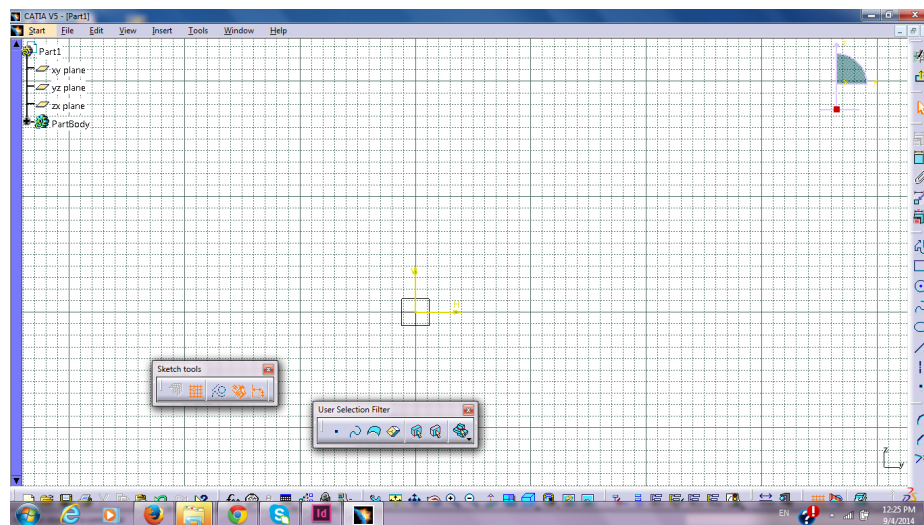 CATIA V5 - [Part1]
Start File Edit View Insert Tools Window Help
Part1
xy plane
yz plane
zx plane
PartBody
V
H
Sketch tools
User Selection Filter
z
y
Id
EN
12:25 PM
9/4/2014